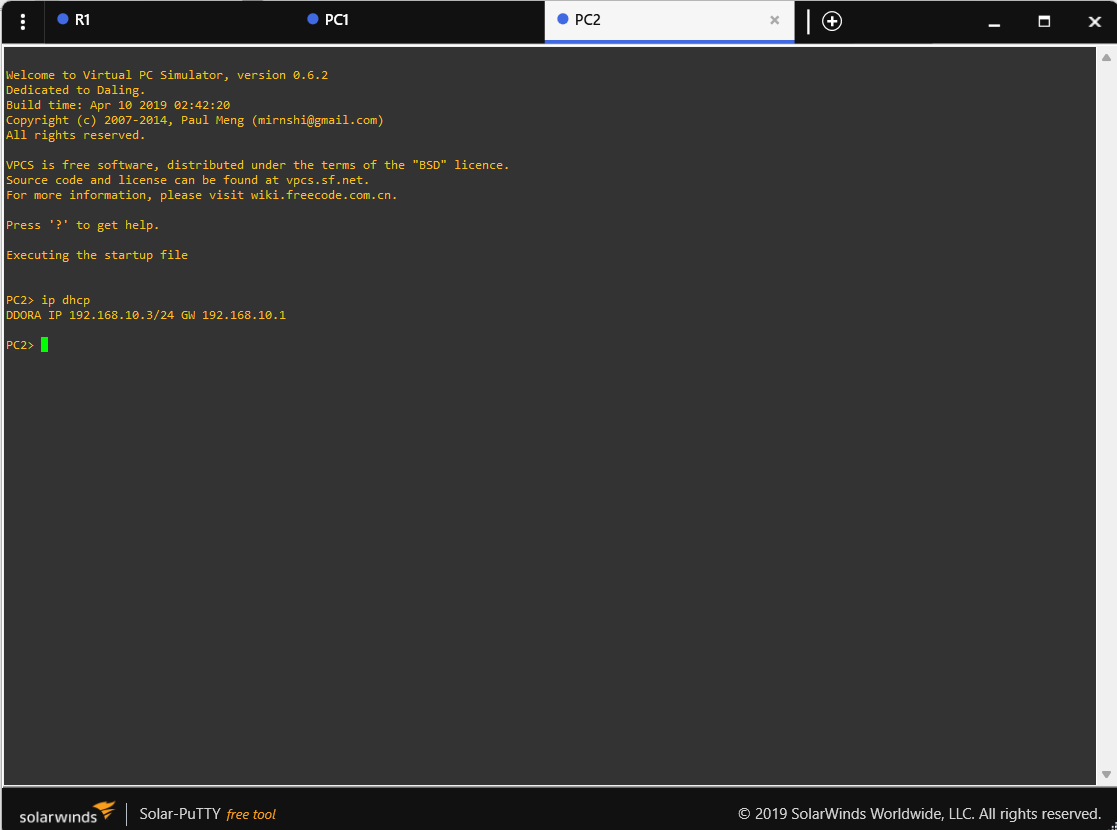 R1
PC1
PC2
Welcome to Virtual PC Simulator, version 0.6.2
Dedicated to Daling.
Build time: Apr 10 2019 02:42:20
Copyright (c) 2007-2014, Paul Meng (mirnshi@gmail.com)
All rights reserved.
VPCS is free software, distributed under the terms of the "BSD" licence.
Source code and license can be found at vpcs.sf.net.
For more information, please visit wiki.freecode.com.cn.
Press '?' to get help.
Executing the startup file
PC2> ip dhcp
DDORA IP 192.168.10.3/24 GW 192.168.10.1
PC2>
solarwinds
Solar-PuTTY free tool
© 2019 SolarWinds Worldwide, LLC. All rights reserved.